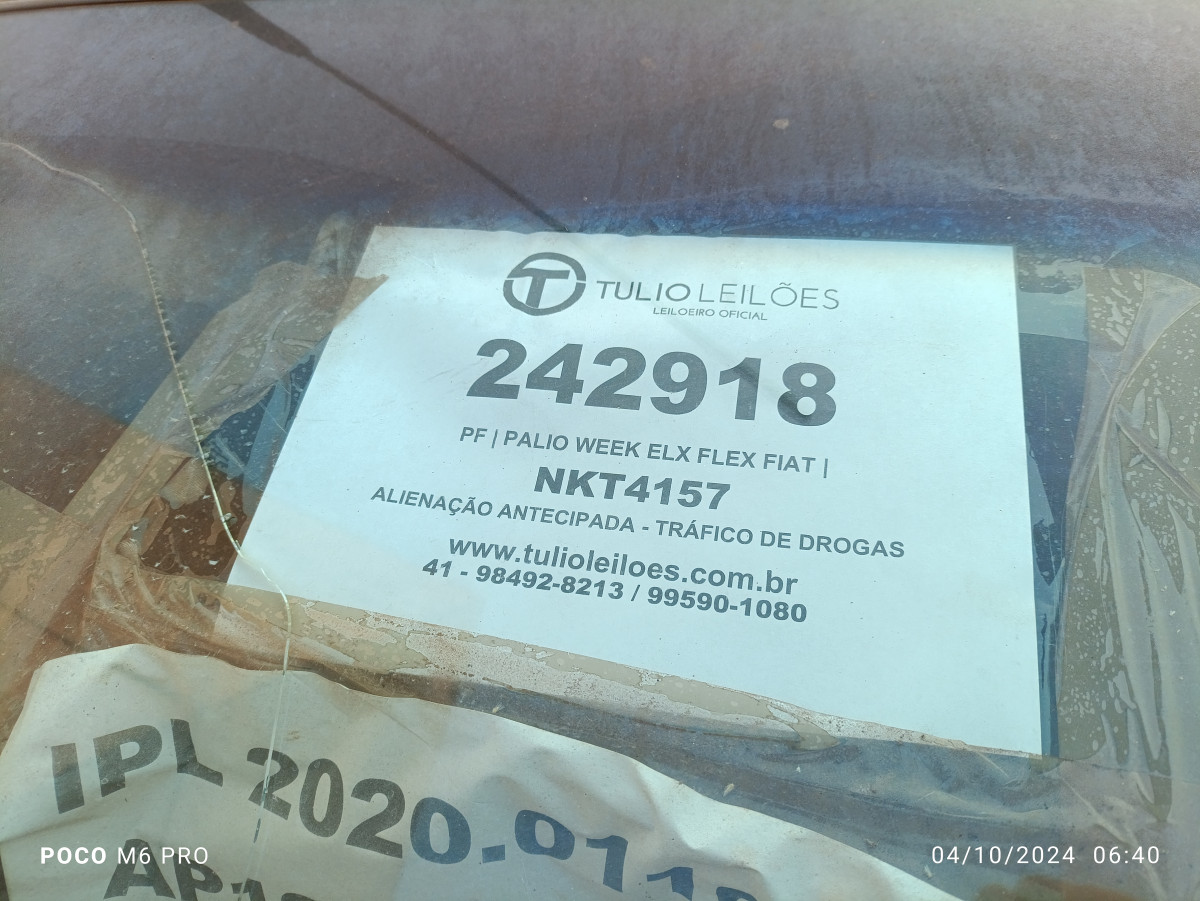 TULIO LEILÕES
LEILOEIRO OFICIAL
242918
PF | PALIO WEEK ELX FLEX FIAT |
NKT4157
ALIENAÇÃO ANTECIPADA - TRÁFICO DE DROGAS
www.tulioleiloes.com.br
41 - 98492-8213 / 99590-1080
IPL 2020.011
POCO M6 PRO
04/10/2024 06:40